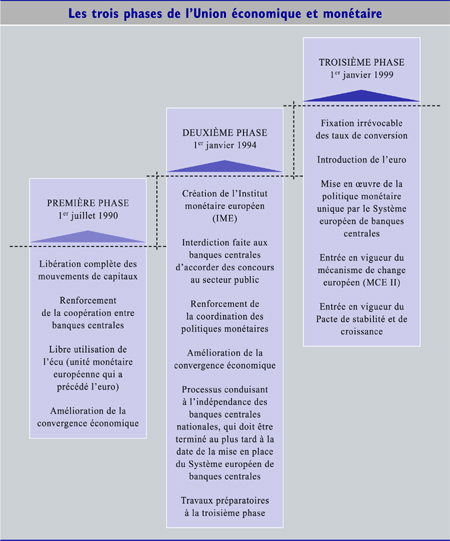 Les trois phases de l'Union économique et monétaire
PREMIÈRE PHASE
1er juillet 1990
Libération complète des
mouvements de capitaux
Renforcement
de la coopération entre
banques centrales
Libre utilisation de
l'écu (unité monétaire
européenne qui a
précédé l'euro)
Amélioration de la
convergence économique
DEUXIÈME PHASE
1er janvier 1994
Création de l'Institut
monétaire européen
(IME)
Interdiction faite aux
banques centrales
d'accorder des concours
au secteur public
Renforcement de
la coordination des
politiques monétaires
Amélioration de la
convergence économique
Processus conduisant
à l'indépendance des
banques centrales
nationales, qui doit être
terminé au plus tard à la
date de la mise en place
du Système européen de
banques centrales
Travaux préparatoires
à la troisième phase
TROISIÈME PHASE
1er janvier 1999
Fixation irrévocable
des taux de conversion
Introduction de l'euro
Mise en œuvre de la
politique monétaire
unique par le Système
européen de banques
centrales
Entrée en vigueur du
mécanisme de change
européen (MCE II)
Entrée en vigueur du
Pacte de stabilité et de
croissance